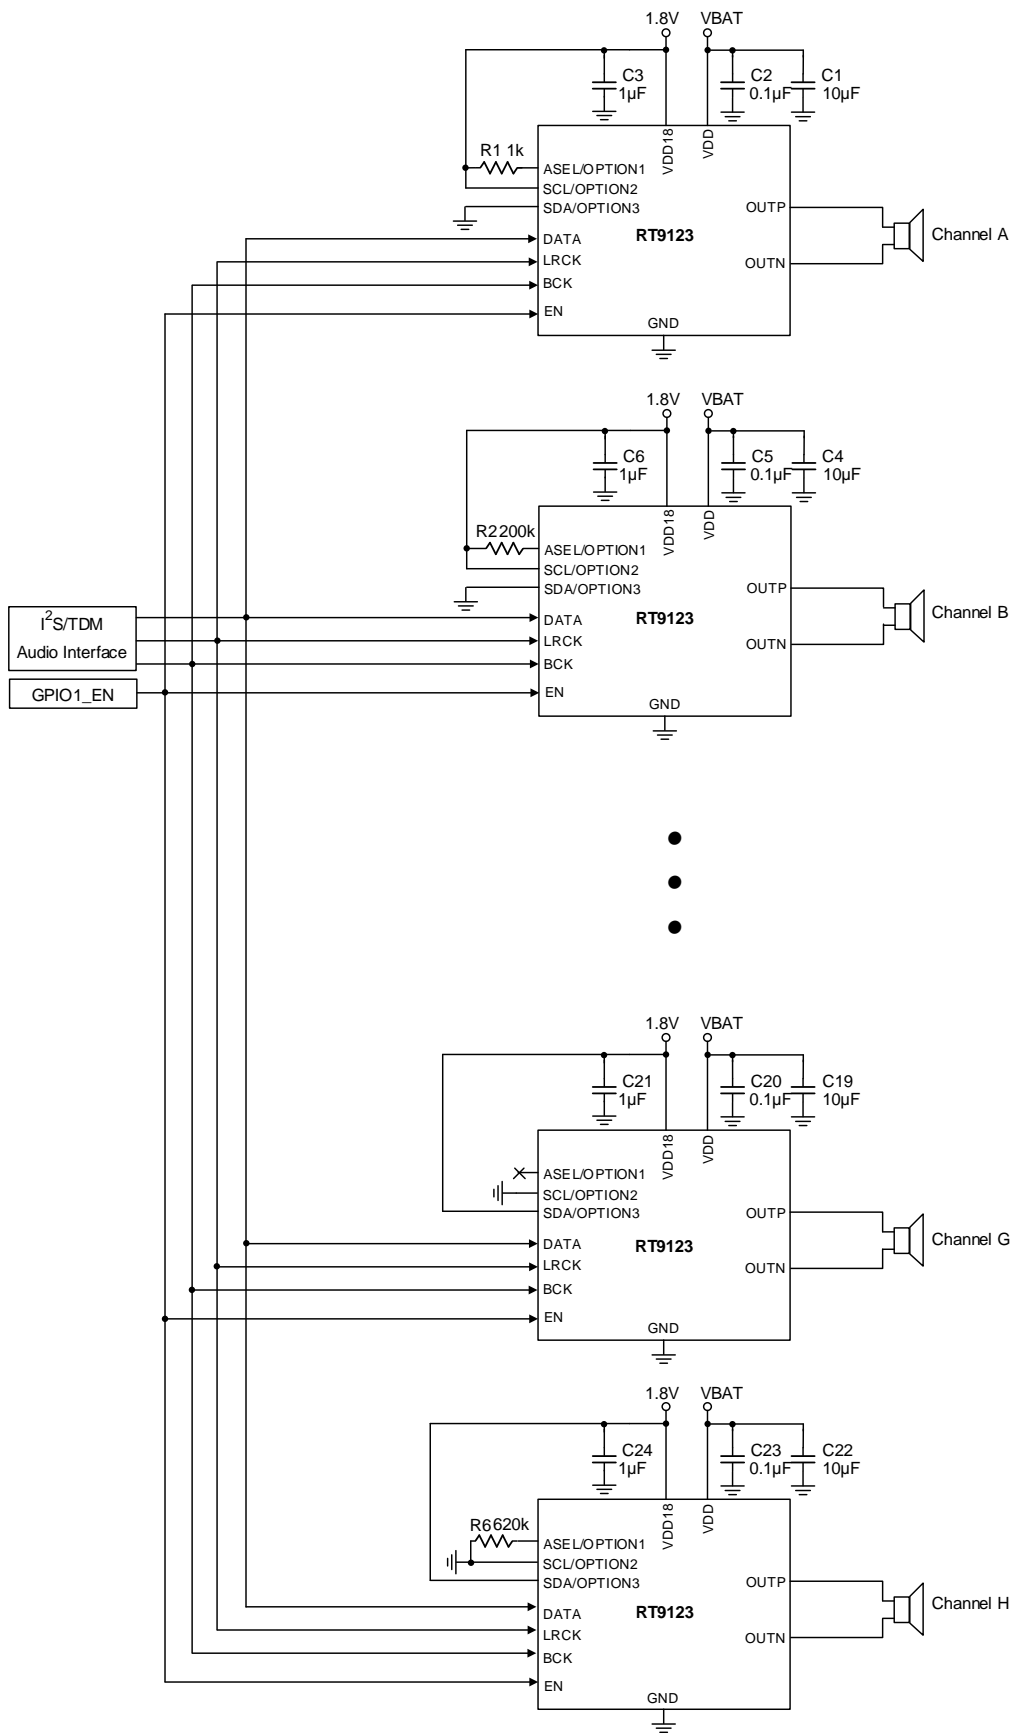 1.8V VBAT
C3 1µF
C2 0.1µF
C1 10µF
R1 1k
VDD18
VDD
ASEL/OPTION1
SCL/OPTION2
SDA/OPTION3
DATA
LRCK
BCK
EN
RT9123
OUTP
OUTN
GND
Channel A
1.8V VBAT
C6 1µF
C5 0.1µF
C4 10µF
R2 200k
VDD18
VDD
ASEL/OPTION1
SCL/OPTION2
SDA/OPTION3
DATA
LRCK
BCK
EN
RT9123
OUTP
OUTN
GND
Channel B
I²S/TDM
Audio Interface
GPIO1_EN
1.8V VBAT
C21 1µF
C20 0.1µF
C19 10µF
VDD18
VDD
ASEL/OPTION1
SCL/OPTION2
SDA/OPTION3
DATA
LRCK
BCK
EN
RT9123
OUTP
OUTN
GND
Channel G
1.8V VBAT
C24 1µF
C23 0.1µF
C22 10µF
R6 620k
VDD18
VDD
ASEL/OPTION1
SCL/OPTION2
SDA/OPTION3
DATA
LRCK
BCK
EN
RT9123
OUTP
OUTN
GND
Channel H